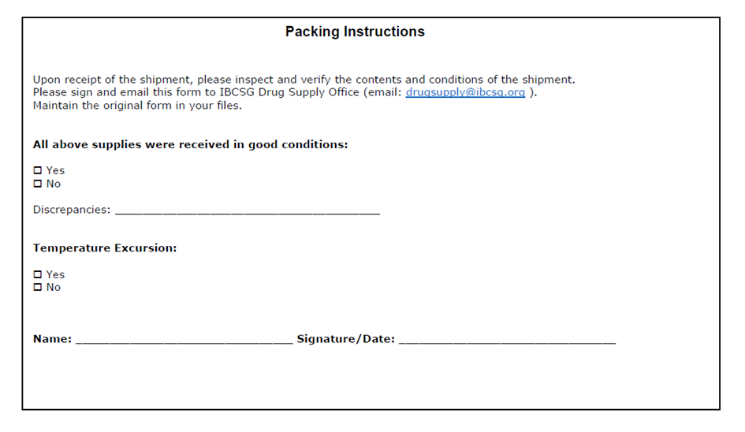 Packing Instructions
Upon receipt of the shipment, please inspect and verify the contents and conditions of the shipment.
Please sign and email this form to IBCSG Drug Supply Office (email: drugsupply@ibcsg.org ).
Maintain the original form in your files.
All above supplies were received in good conditions:
☐ Yes
☐ No
Discrepancies: ________________________________________
Temperature Excursion:
☐ Yes
☐ No
Name: ________________________________ Signature/Date: ________________________________